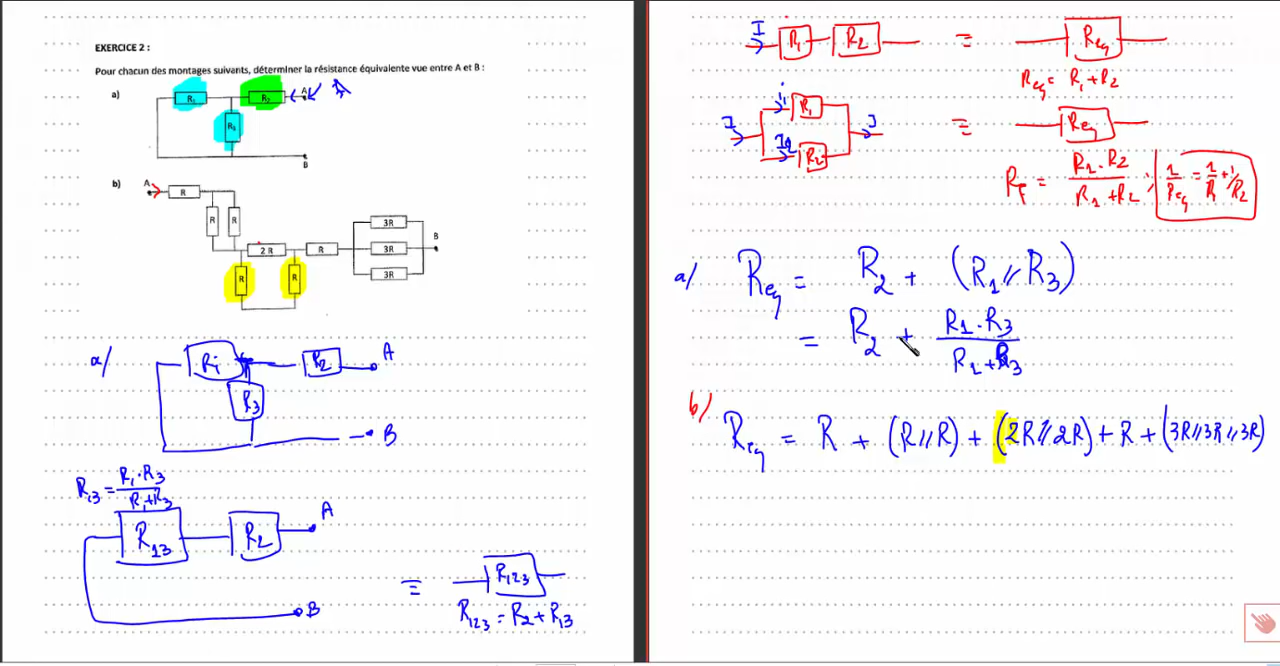 EXERCICE 2 :
Pour chacun des montages suivants, déterminer la résistance équivalente vue entre A et B :
a)
R₁
R₂
A
A
R₃
B
b)
A
R
R
R
2 R
R
R
R
3R
3R
3R
B
a/
R₁
R₂
A
R₃
B
R₁₃ = R₁·R₃ / R₁+R₃
R₁₃
R₂
A
B
≡
R₁₂₃
R₁₂₃ = R₂ + R₁₃
I
R₁
R₂
≡
Req
Req = R₁ + R₂
I
i₁
R₁
I₂
R₂
I
≡
Req
R₁·R₂ / R₁+R₂ ; 1/Req = 1/R₁ + 1/R₂
a/ Req = R₂ + (R₁ // R₃)
= R₂ + R₁·R₃ / R₁+R₃
b/ Req = R + (R//R) + (2R//2R) + R + (3R//3R//3R)